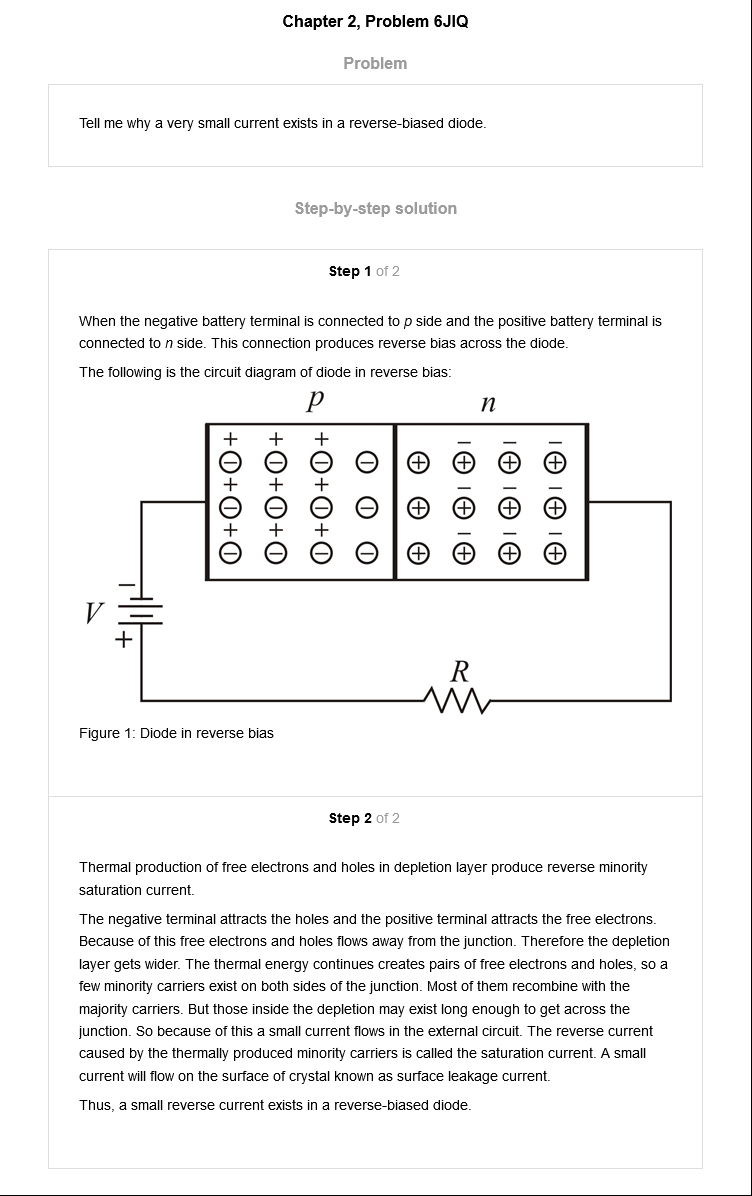 Chapter 2, Problem 6JIQ
Problem
Tell me why a very small current exists in a reverse-biased diode.
Step-by-step solution
Step 1 of 2
When the negative battery terminal is connected to p side and the positive battery terminal is
connected to n side. This connection produces reverse bias across the diode.
The following is the circuit diagram of diode in reverse bias:
p n
+ + +
− − − −
+ + + +
− − −
+ + +
− − − −
+ + + +
− − −
+ + +
− − − −
+ + + +
− − −
−
V
+
R
Figure 1: Diode in reverse bias
Step 2 of 2
Thermal production of free electrons and holes in depletion layer produce reverse minority
saturation current.
The negative terminal attracts the holes and the positive terminal attracts the free electrons.
Because of this free electrons and holes flows away from the junction. Therefore the depletion
layer gets wider. The thermal energy continues creates pairs of free electrons and holes, so a
few minority carriers exist on both sides of the junction. Most of them recombine with the
majority carriers. But those inside the depletion may exist long enough to get across the
junction. So because of this a small current flows in the external circuit. The reverse current
caused by the thermally produced minority carriers is called the saturation current. A small
current will flow on the surface of crystal known as surface leakage current.
Thus, a small reverse current exists in a reverse-biased diode.